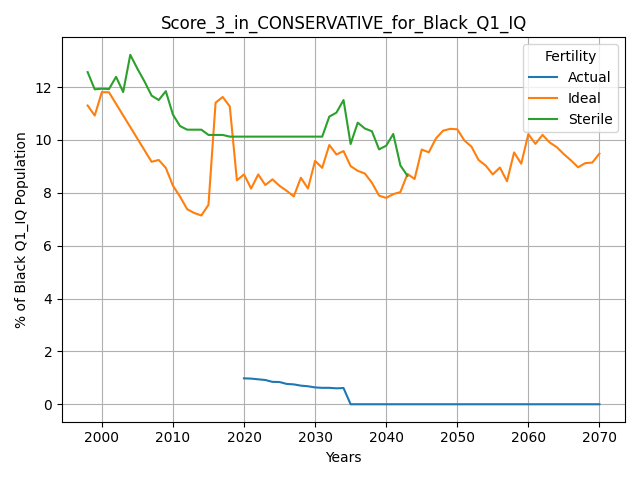 Score_3_in_CONSERVATIVE_for_Black_Q1_IQ
Fertility
Actual
Ideal
Sterile
% of Black Q1_IQ Population
12
10
8
6
4
2
0
2000 2010 2020 2030 2040 2050 2060 2070
Years